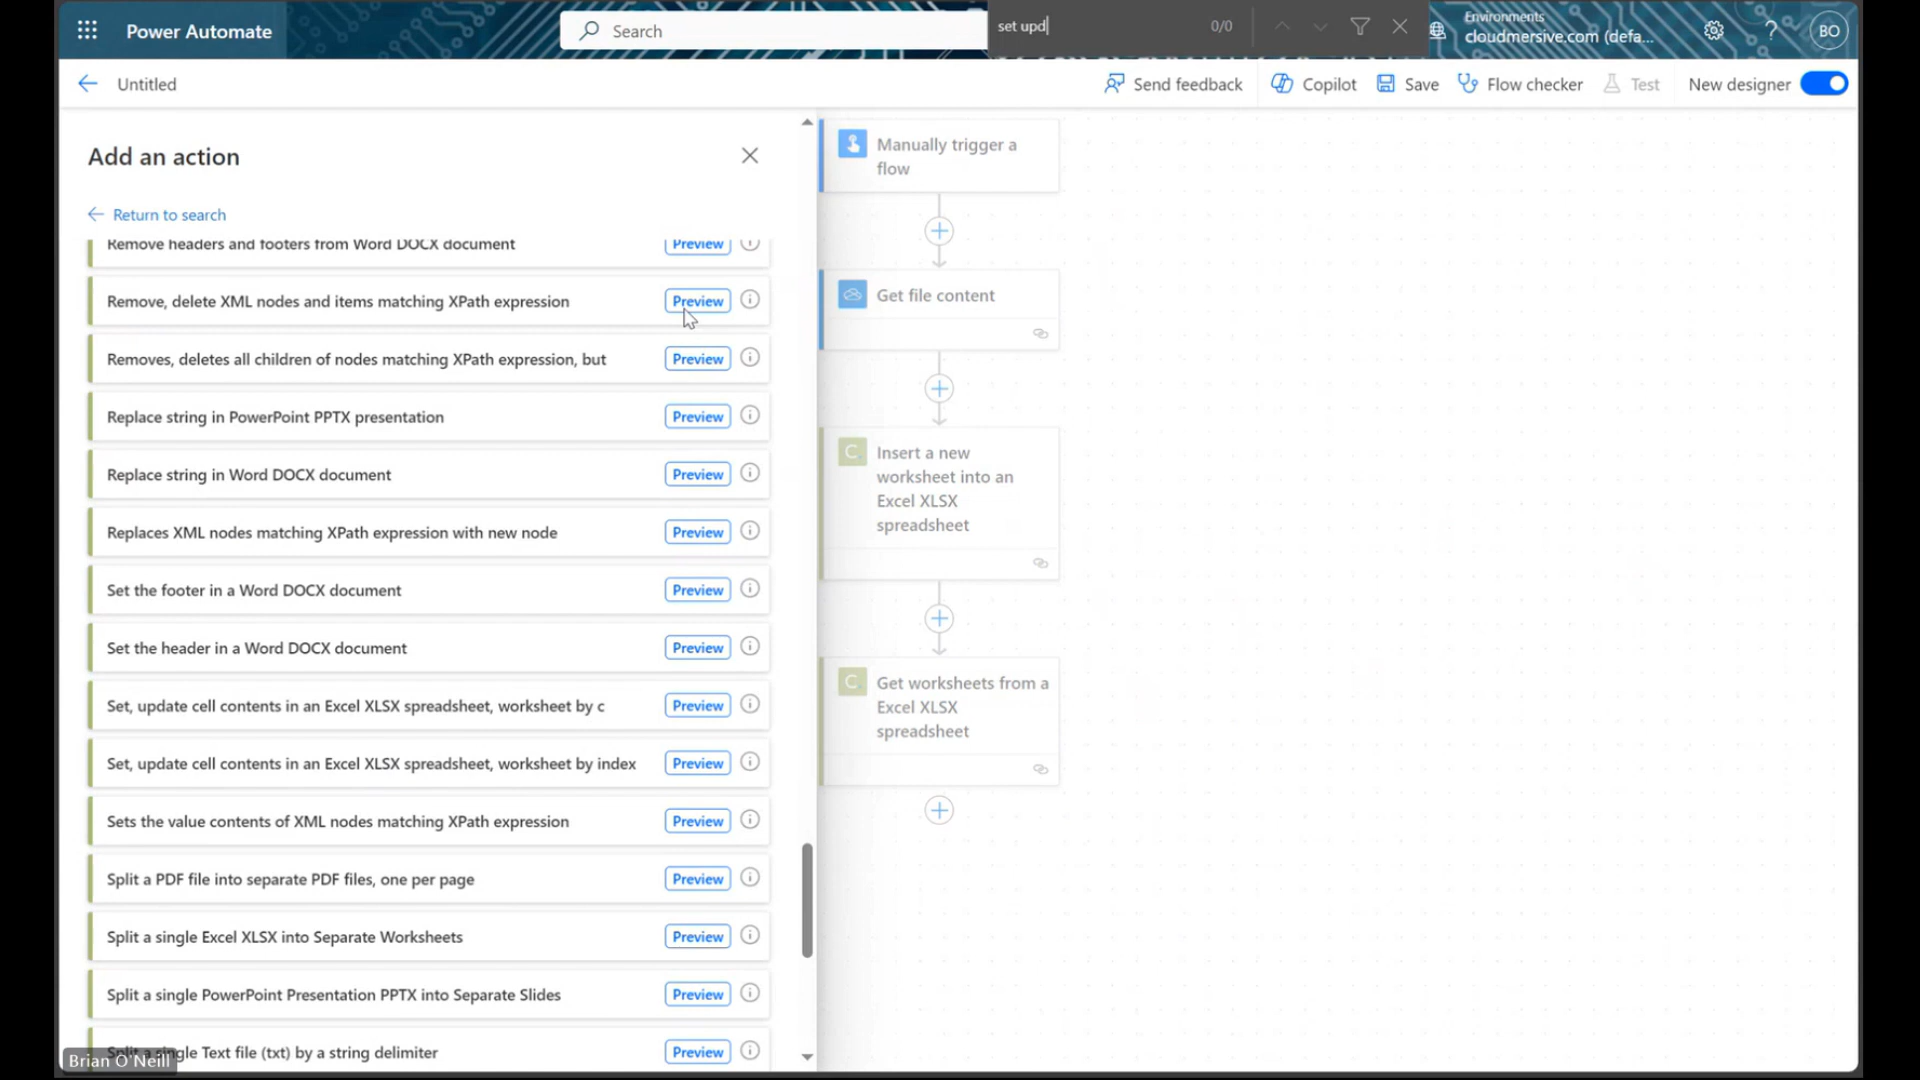 Power Automate
Search
set upd
0/0
Environments
cloudmersive.com (defa...
BO
Untitled
Send feedback
Copilot
Save
Flow checker
Test
New designer
Add an action
Return to search
Remove headers and footers from Word DOCX document
Preview
Remove, delete XML nodes and items matching XPath expression
Preview
Removes, deletes all children of nodes matching XPath expression, but
Preview
Replace string in PowerPoint PPTX presentation
Preview
Replace string in Word DOCX document
Preview
Replaces XML nodes matching XPath expression with new node
Preview
Set the footer in a Word DOCX document
Preview
Set the header in a Word DOCX document
Preview
Set, update cell contents in an Excel XLSX spreadsheet, worksheet by c
Preview
Set, update cell contents in an Excel XLSX spreadsheet, worksheet by index
Preview
Sets the value contents of XML nodes matching XPath expression
Preview
Split a PDF file into separate PDF files, one per page
Preview
Split a single Excel XLSX into Separate Worksheets
Preview
Split a single PowerPoint Presentation PPTX into Separate Slides
Preview
Split a single Text file (txt) by a string delimiter
Preview
Brian O'Neill
Manually trigger a
flow
Get file content
C.
Insert a new
worksheet into an
Excel XLSX
spreadsheet
C.
Get worksheets from a
Excel XLSX
spreadsheet